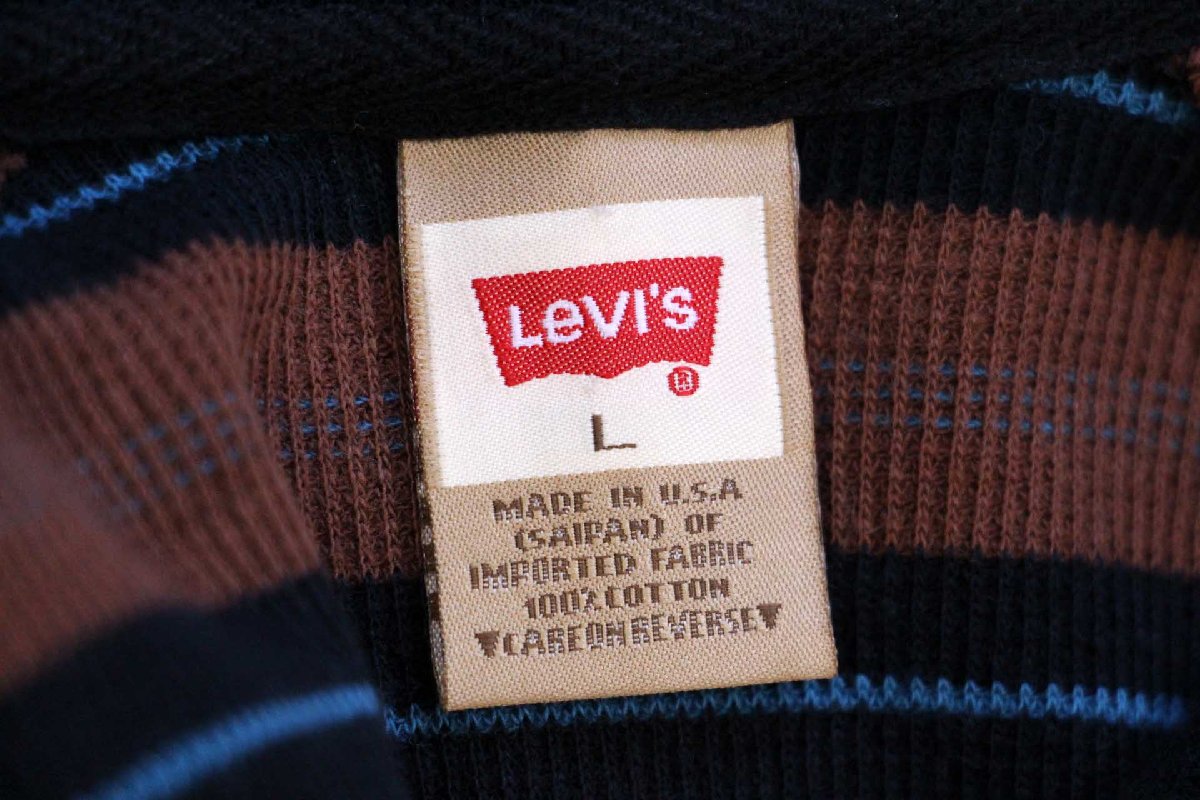 Levi's
®
L
MADE IN U.S.A
(SAIPAN) OF
IMPORTED FABRIC
100% COTTON
▼CARE ON REVERSE▼